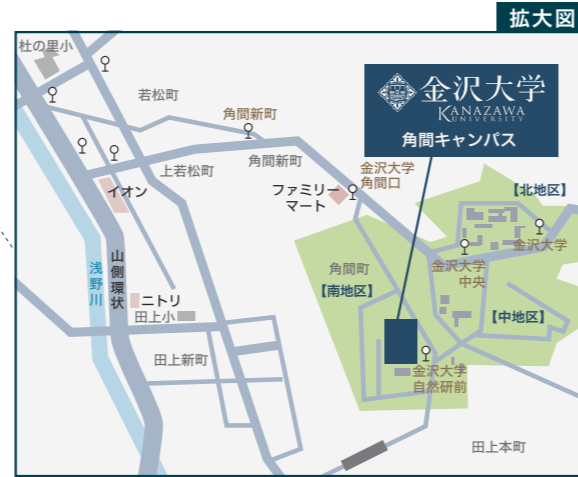 拡大図
杜の里小
若松町
金沢大学
KANAZAWA
UNIVERSITY
角間キャンパス
角間新町
角間新町
上若松町
金沢大学
角間口
イオン
ファミリー
マート
【北地区】
金沢大学
金沢大学
中央
角間町
【南地区】
浅野川
山側環状
ニトリ
田上小
【中地区】
田上新町
金沢大学
自然研前
田上本町